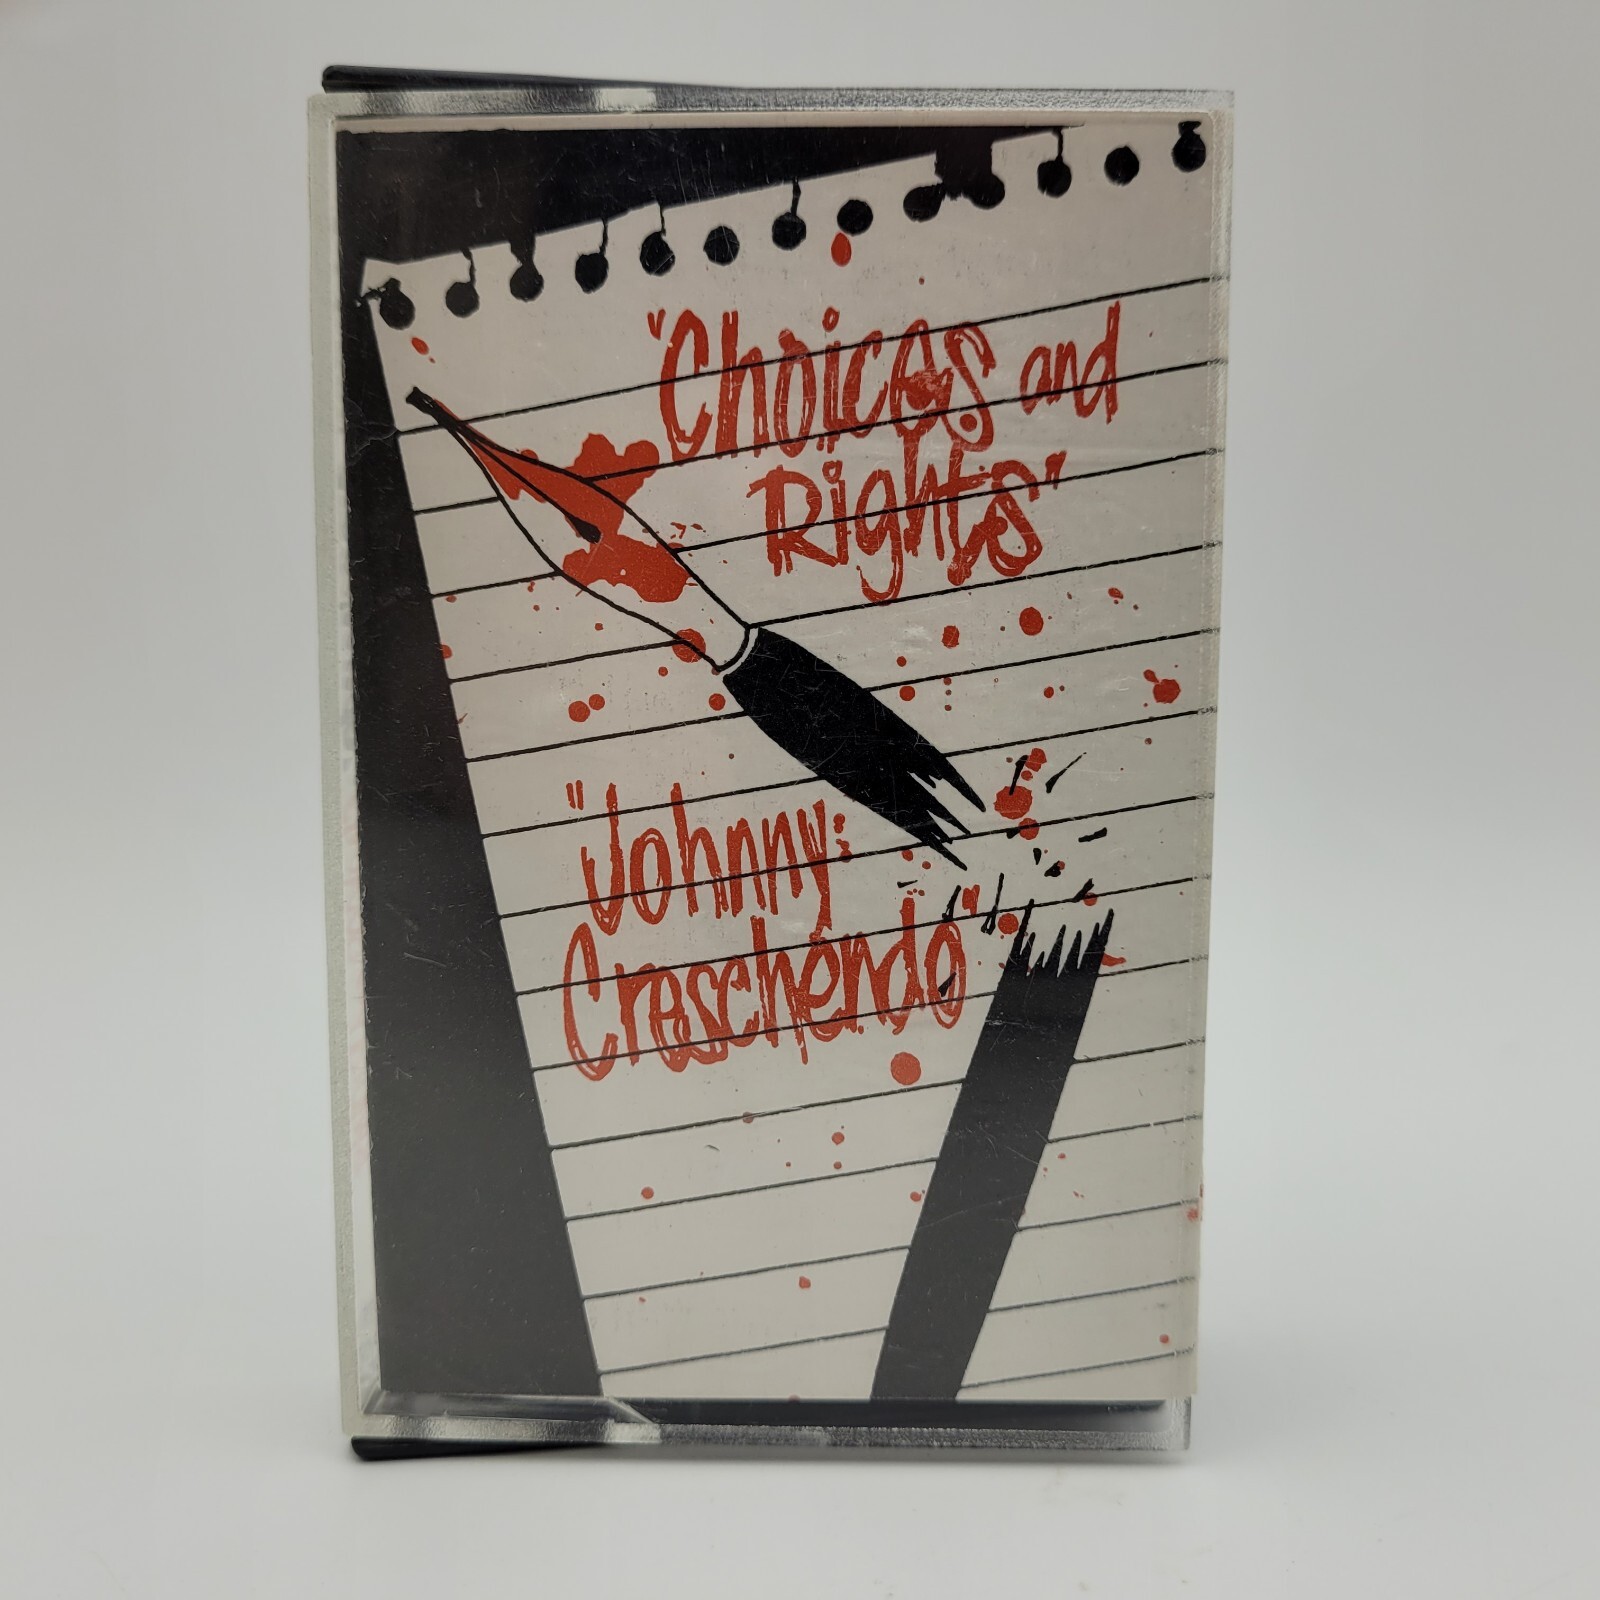 "Choices and
Rights"
"Johnny
Creschendo"